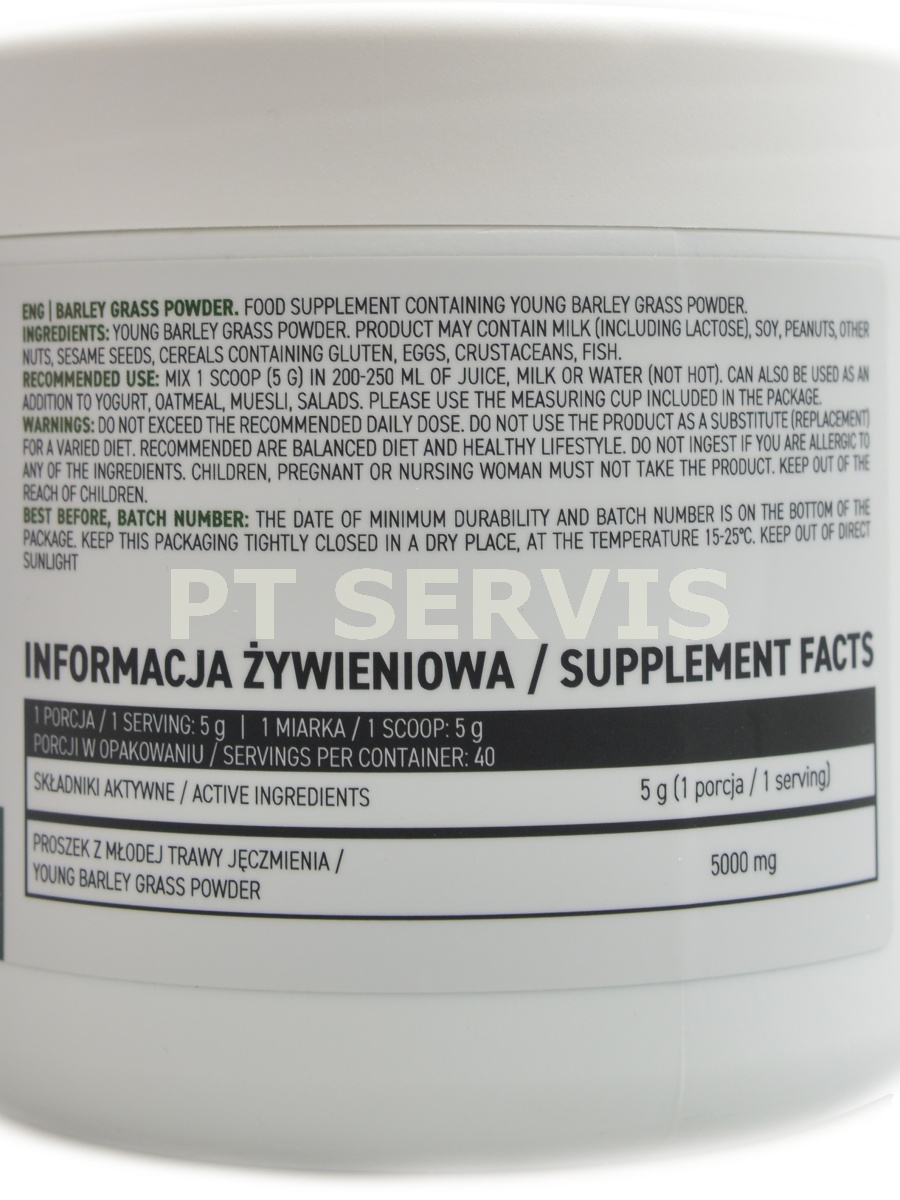 ENG | BARLEY GRASS POWDER. FOOD SUPPLEMENT CONTAINING YOUNG BARLEY GRASS POWDER.
INGREDIENTS: YOUNG BARLEY GRASS POWDER. PRODUCT MAY CONTAIN MILK (INCLUDING LACTOSE), SOY, PEANUTS, OTHER
NUTS, SESAME SEEDS, CEREALS CONTAINING GLUTEN, EGGS, CRUSTACEANS, FISH.
RECOMMENDED USE: MIX 1 SCOOP (5 G) IN 200-250 ML OF JUICE, MILK OR WATER (NOT HOT). CAN ALSO BE USED AS AN
ADDITION TO YOGURT, OATMEAL, MUESLI, SALADS. PLEASE USE THE MEASURING CUP INCLUDED IN THE PACKAGE.
WARNINGS: DO NOT EXCEED THE RECOMMENDED DAILY DOSE. DO NOT USE THE PRODUCT AS A SUBSTITUTE (REPLACEMENT)
FOR A VARIED DIET. RECOMMENDED ARE BALANCED DIET AND HEALTHY LIFESTYLE. DO NOT INGEST IF YOU ARE ALLERGIC TO
ANY OF THE INGREDIENTS. CHILDREN, PREGNANT OR NURSING WOMAN MUST NOT TAKE THE PRODUCT. KEEP OUT OF THE
REACH OF CHILDREN.
BEST BEFORE, BATCH NUMBER: THE DATE OF MINIMUM DURABILITY AND BATCH NUMBER IS ON THE BOTTOM OF THE
PACKAGE. KEEP THIS PACKAGING TIGHTLY CLOSED IN A DRY PLACE, AT THE TEMPERATURE 15-25°C. KEEP OUT OF DIRECT
SUNLIGHT
PT SERVIS
INFORMACJA ŻYWIENIOWA / SUPPLEMENT FACTS
1 PORCJA / 1 SERVING: 5 g | 1 MIARKA / 1 SCOOP: 5 g
PORCJI W OPAKOWANIU / SERVINGS PER CONTAINER: 40
SKŁADNIKI AKTYWNE / ACTIVE INGREDIENTS 5 g (1 porcja / 1 serving)
PROSZEK Z MŁODEJ TRAWY JĘCZMIENIA /
YOUNG BARLEY GRASS POWDER 5000 mg